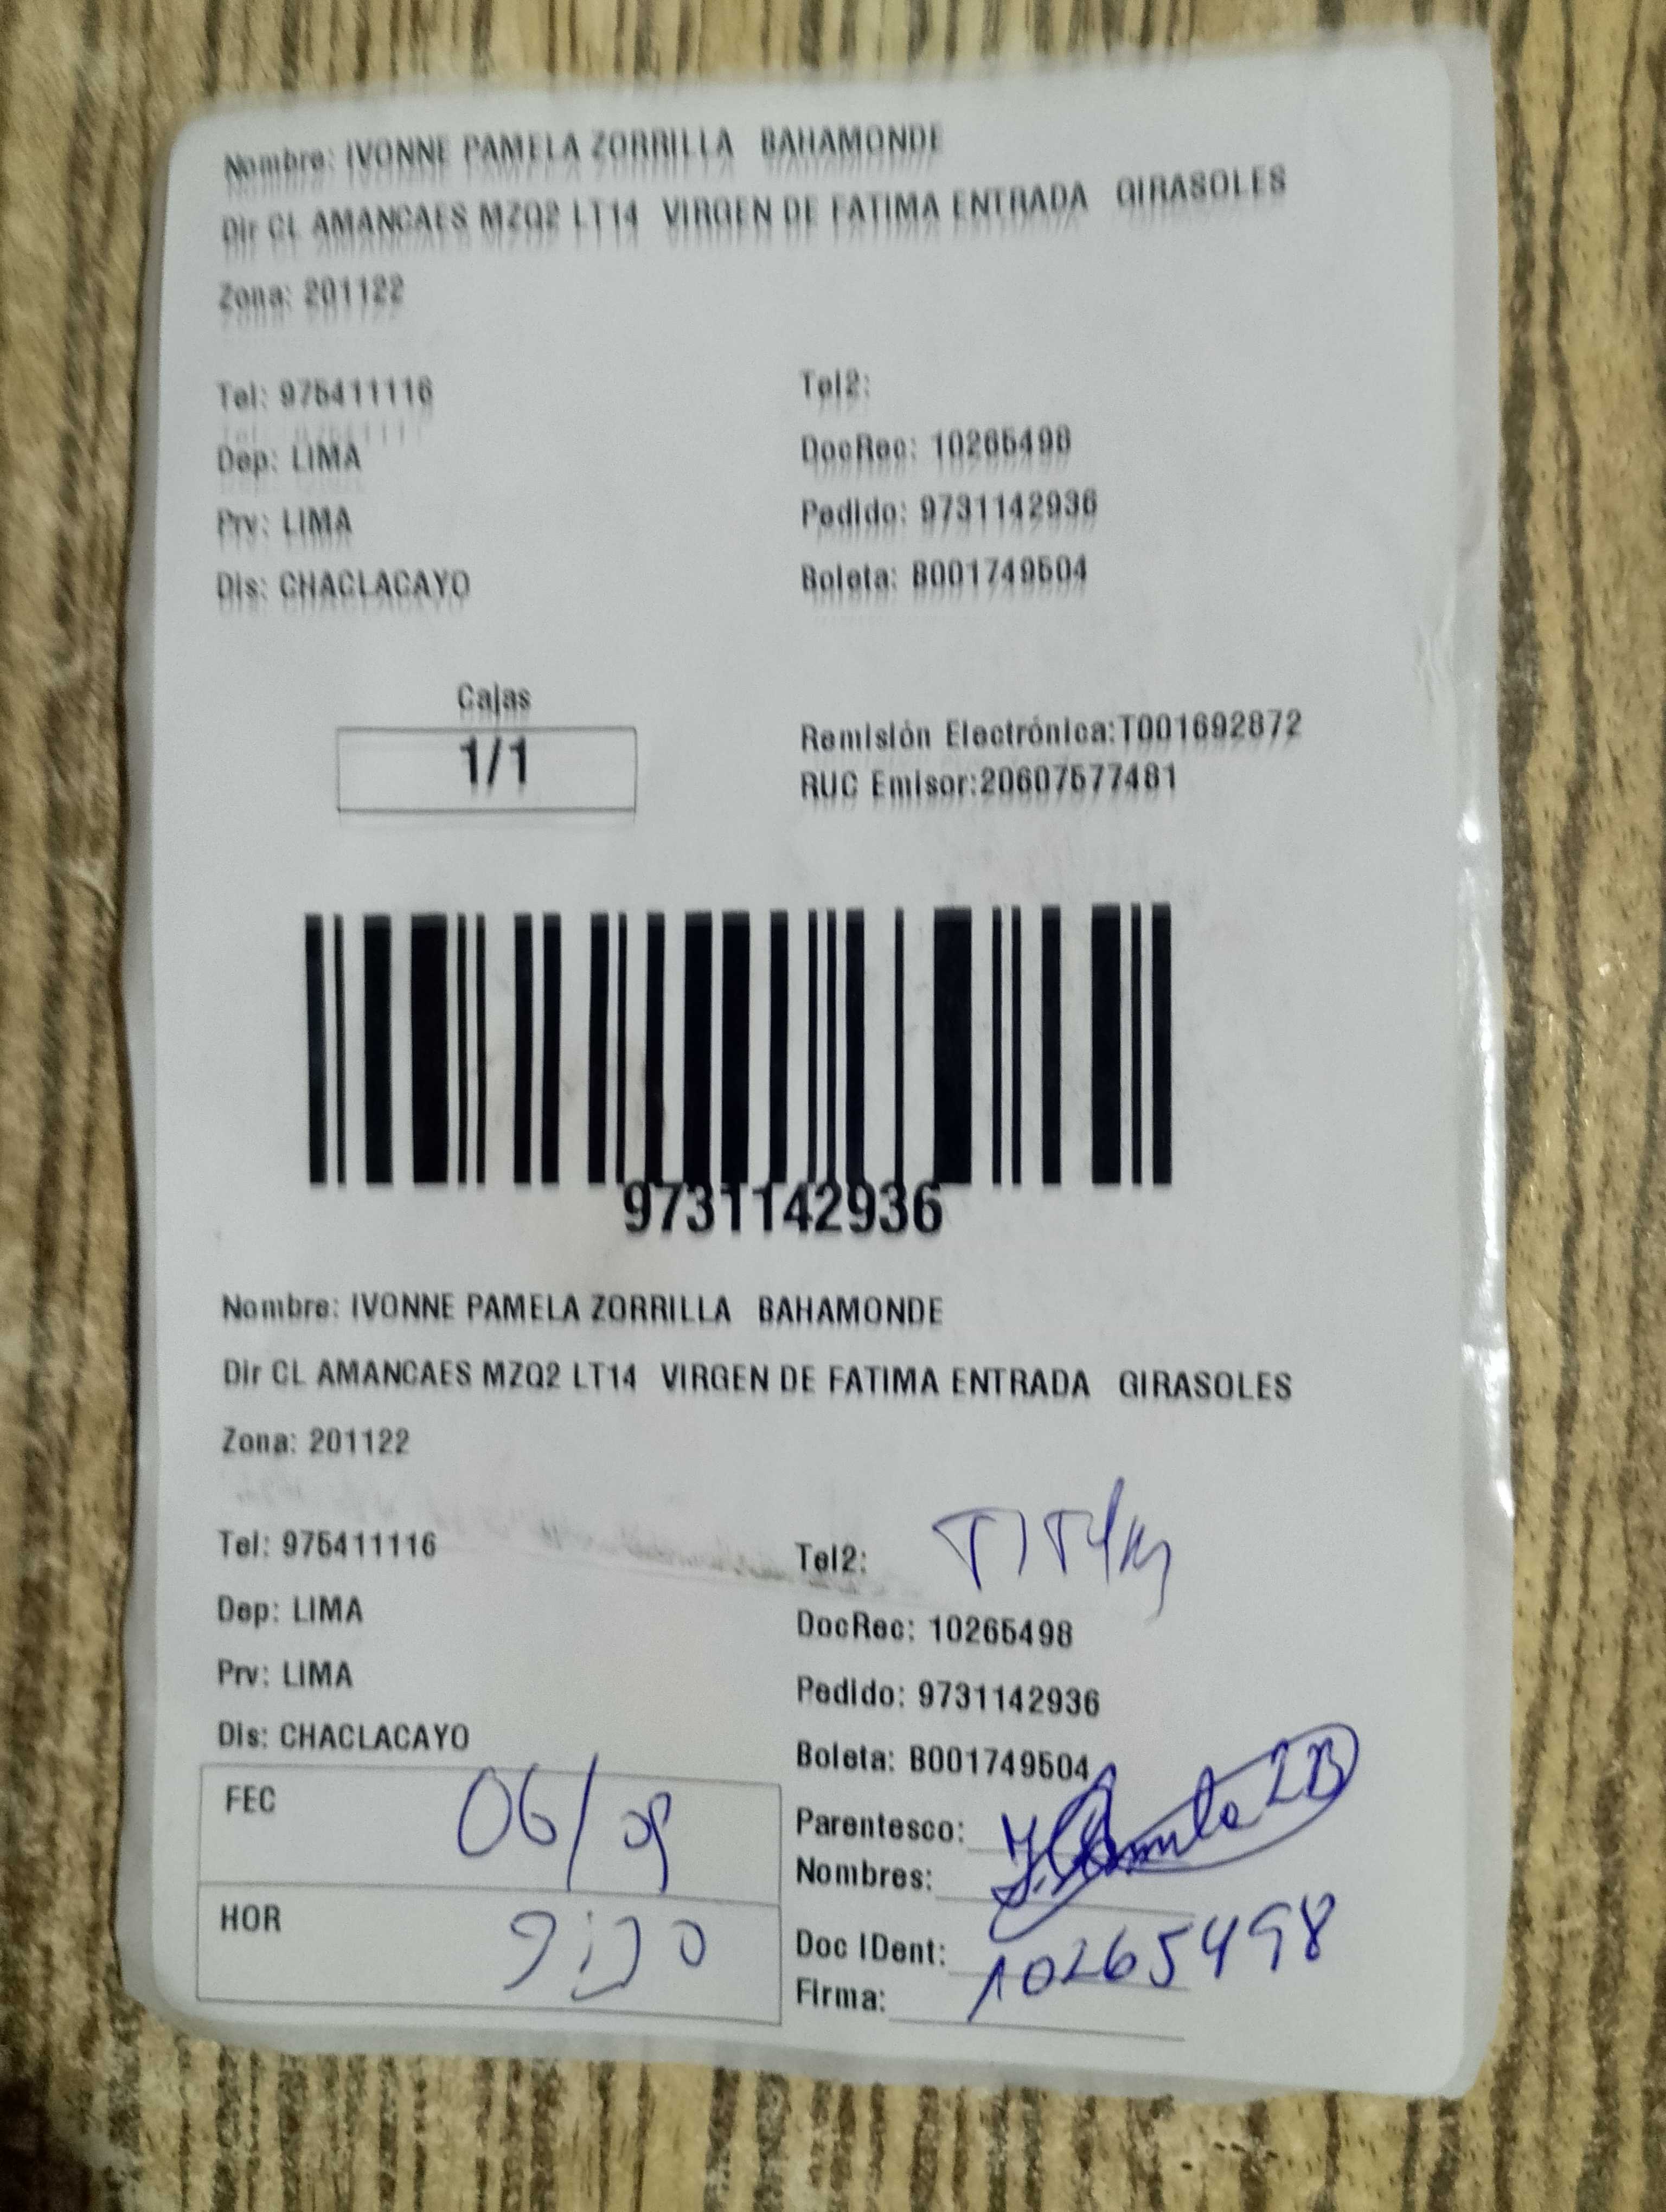 Nombre: IVONNE PAMELA ZORRILLA BAHAMONDE
Dir CL AMANCAES MZQ2 LT14 VIRGEN DE FATIMA ENTRADA GIRASOLES
Zona: 201122
Tel: 975411116 Tel2:
Dep: LIMA DocRec: 10265498
Prv: LIMA Pedido: 9731142936
Dis: CHACLACAYO Boleta: B001749504
Cajas
1/1
Remisión Electrónica:T001692872
RUC Emisor:20607577481
9731142936
Nombre: IVONNE PAMELA ZORRILLA BAHAMONDE
Dir CL AMANCAES MZQ2 LT14 VIRGEN DE FATIMA ENTRADA GIRASOLES
Zona: 201122
Tel: 975411116 Tel2:
Dep: LIMA DocRec: 10265498
Prv: LIMA Pedido: 9731142936
Dis: CHACLACAYO Boleta: B001749504
FEC 06/09
HOR
Parentesco:
Nombres:
Doc IDent: 10265498
Firma: